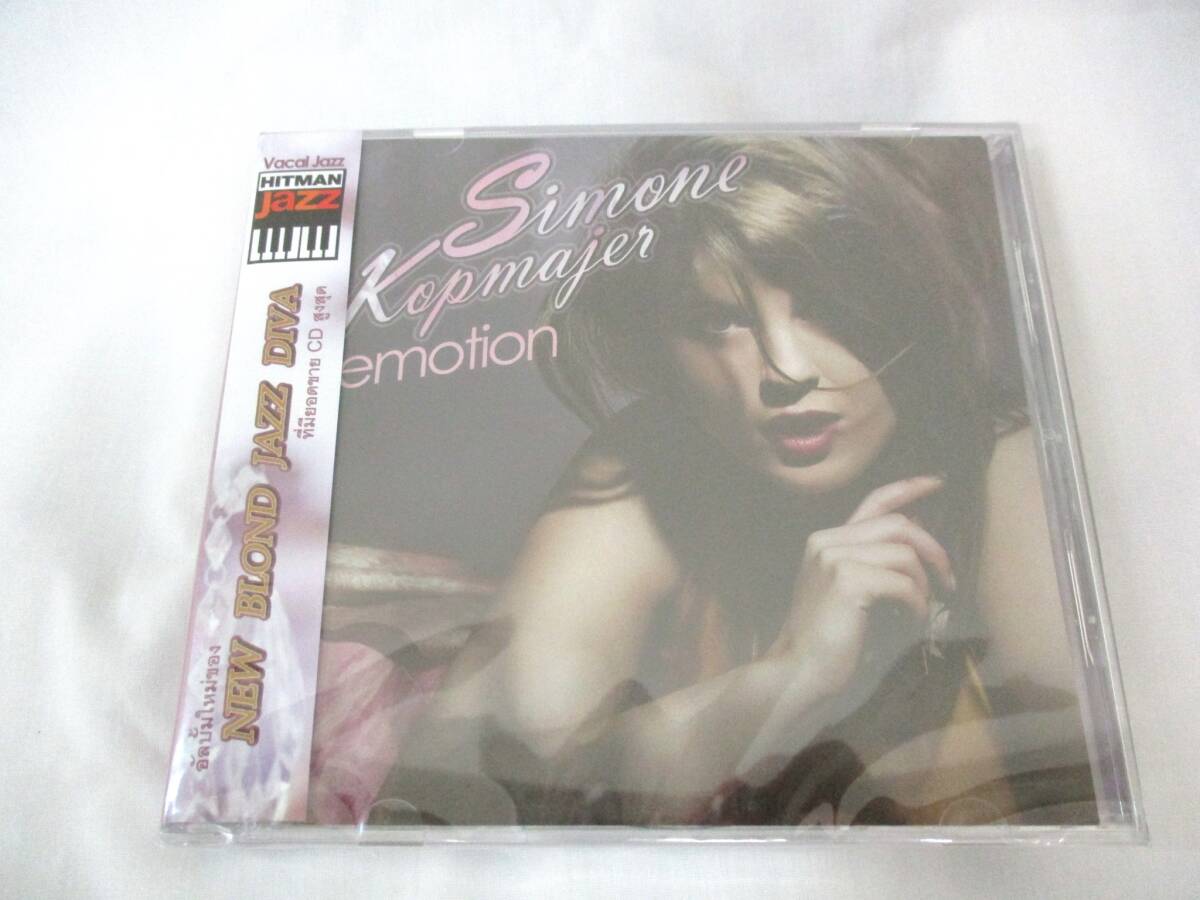 Vacal Jazz
HITMAN
jazz
อัลบั้มใหม่ของ
NEW BLOND JAZZ DIVA
ที่มียอดขาย CD สูงสุด
Simone
Kopmajer
emotion